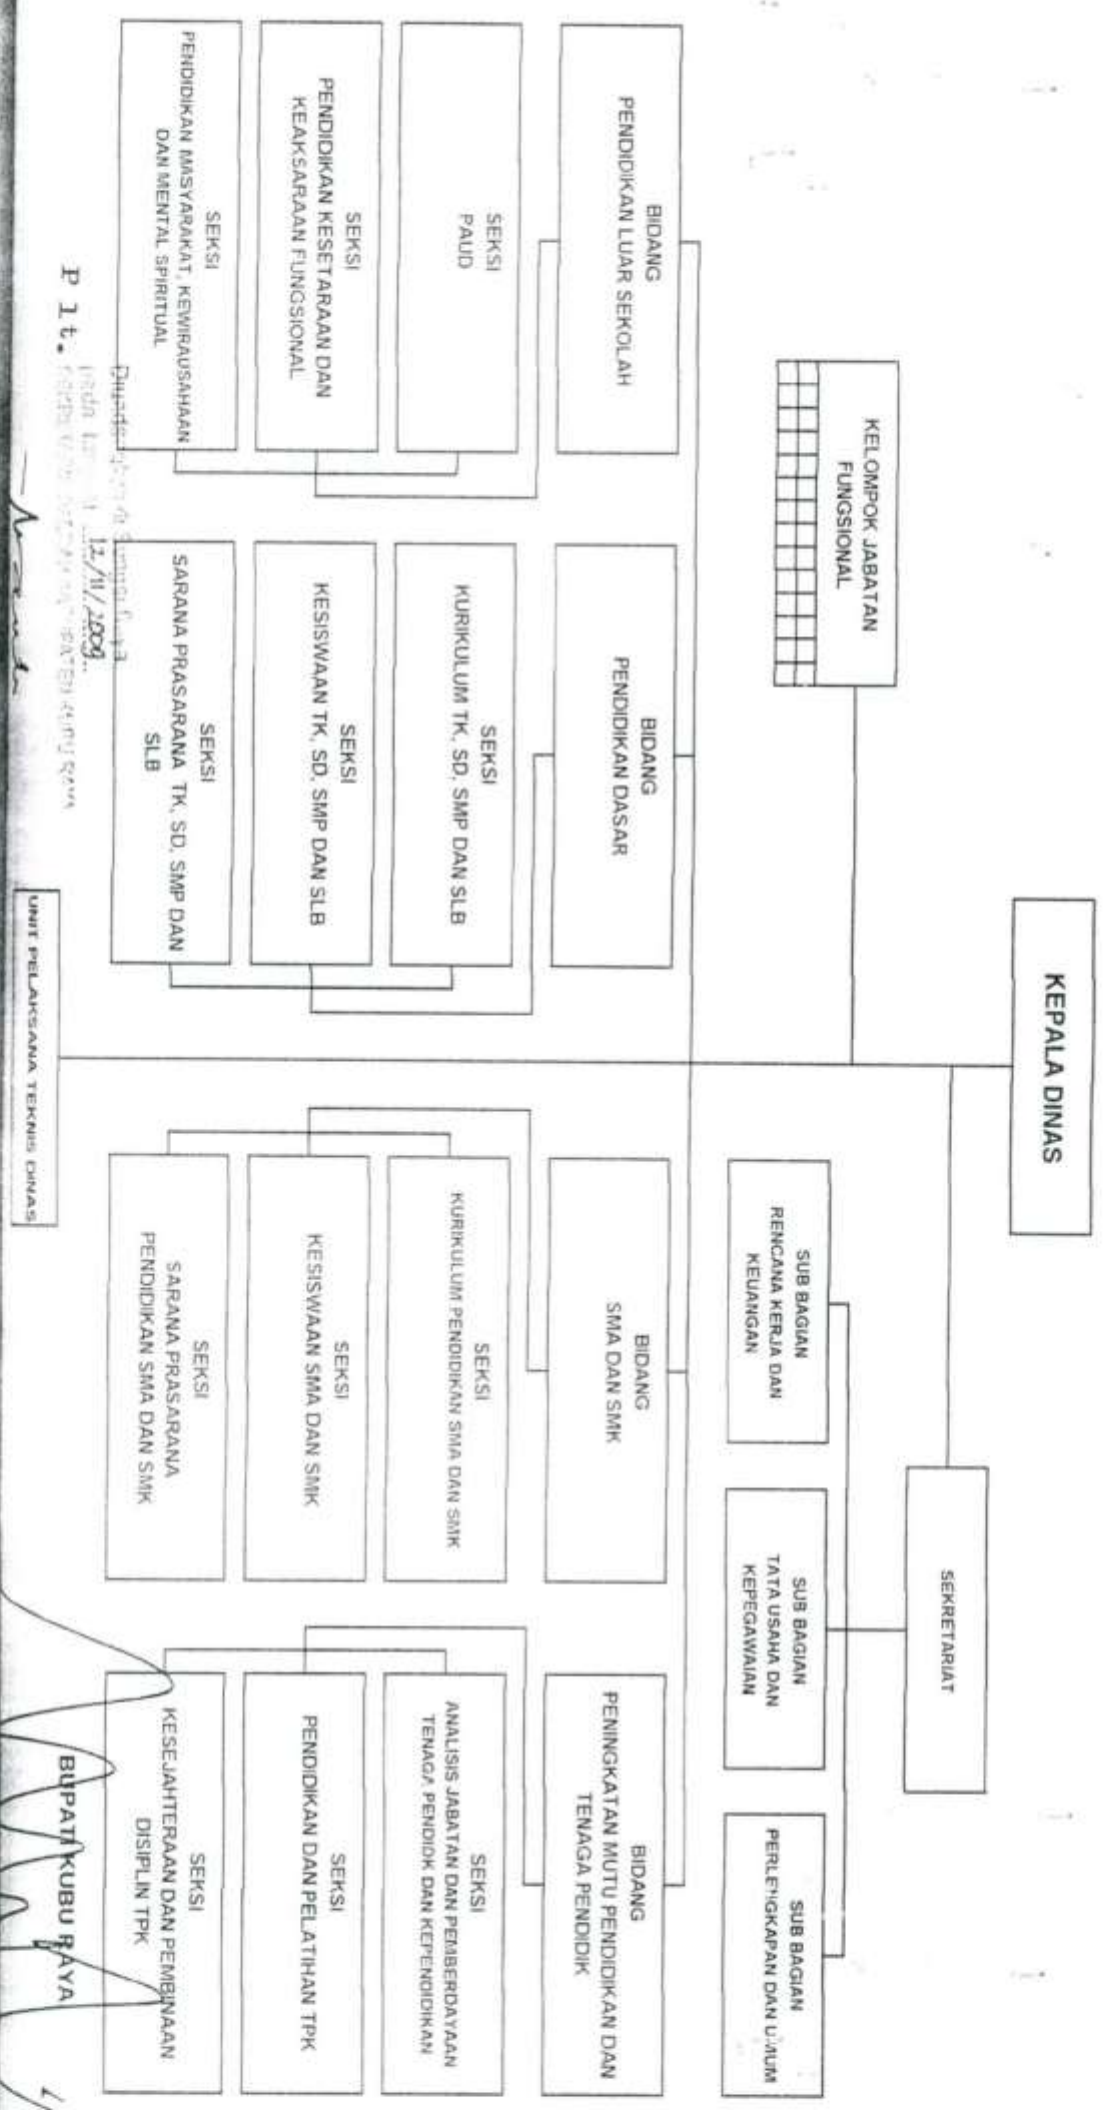 KEPALA DINAS
KELOMPOK JABATAN
FUNGSIONAL
SEKRETARIAT
SUB BAGIAN
RENCANA KERJA DAN
KEUANGAN
SUB BAGIAN
TATA USAHA DAN
KEPEGAWAIAN
SUB BAGIAN
PERLENGKAPAN DAN UMUM
BIDANG
PENDIDIKAN LUAR SEKOLAH
BIDANG
PENDIDIKAN DASAR
BIDANG
SMA DAN SMK
BIDANG
PENINGKATAN MUTU PENDIDIKAN DAN
TENAGA PENDIDIK
SEKSI
PAUD
SEKSI
KURIKULUM TK, SD, SMP DAN SLB
SEKSI
KURIKULUM PENDIDIKAN SMA DAN SMK
SEKSI
ANALISIS JABATAN DAN PEMBERDAYAAN
TENAGA PENDIDK DAN KEPENDIDIKAN
SEKSI
PENDIDIKAN KESETARAAN DAN
KEAKSARAAN FUNGSIONAL
SEKSI
KESISWAAN TK, SD, SMP DAN SLB
SEKSI
KESISWAAN SMA DAN SMK
SEKSI
PENDIDIKAN DAN PELATIHAN TPK
SEKSI
PENDIDIKAN MASYARAKAT, KEWIRAUSAHAAN
DAN MENTAL SPIRITUAL
SEKSI
SARANA PRASARANA TK, SD, SMP DAN
SLB
SEKSI
SARANA PRASARANA
PENDIDIKAN SMA DAN SMK
SEKSI
KESEJAHTERAAN DAN PEMBINAAN
DISIPLIN TPK
12/11/2009
Plt.
UNIT PELAKSANA TEKNIS DINAS
BUPATI KUBU RAYA